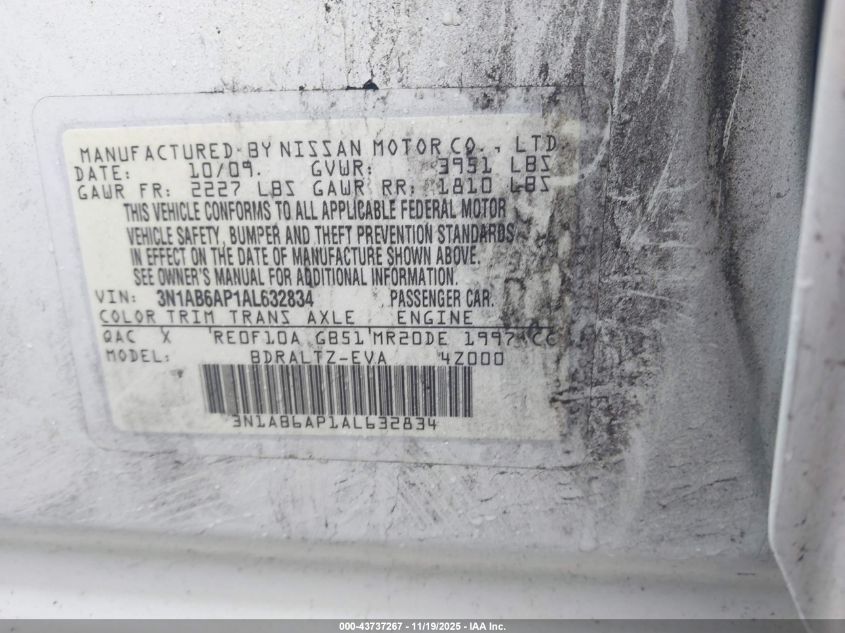 MANUFACTURED BY NISSAN MOTOR CO., LTD.
DATE: 10/09. GVWR: 3951 LBS
GAWR FR: 2227 LBS GAWR RR: 1810 LBS
THIS VEHICLE CONFORMS TO ALL APPLICABLE FEDERAL MOTOR
VEHICLE SAFETY, BUMPER AND THEFT PREVENTION STANDARDS
IN EFFECT ON THE DATE OF MANUFACTURE SHOWN ABOVE.
SEE OWNER'S MANUAL FOR ADDITIONAL INFORMATION.
VIN: 3N1AB6AP1AL632834 PASSENGER CAR.
COLOR TRIM TRANS AXLE ENGINE
QAC X RE0F10A GB51 MR20DE 1997 CC
MODEL: BDRALTZ-EVA 4Z000
3N1AB6AP1AL632834
000-43737267 - 11/19/2025 - IAA Inc.